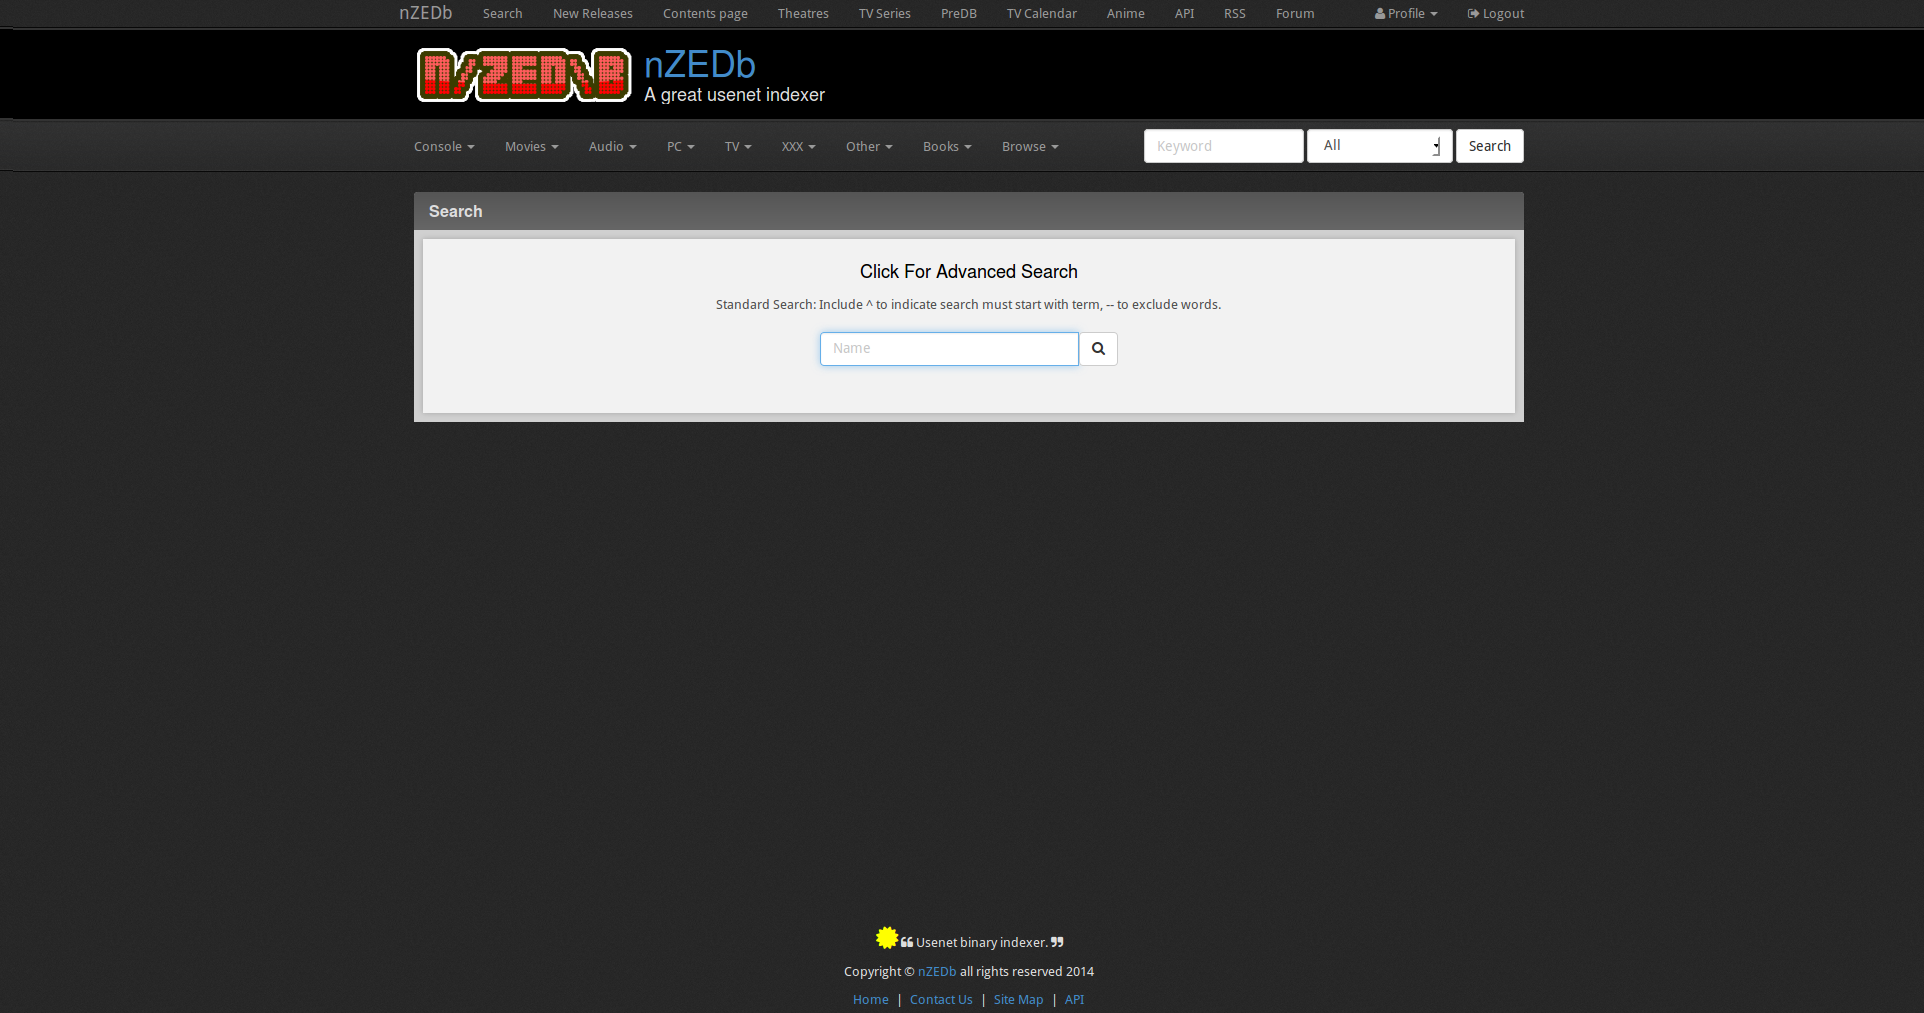 nZEDb Search New Releases Contents page Theatres TV Series PreDB TV Calendar Anime API RSS Forum Profile Logout
N/ZED\B
nZEDb
A great usenet indexer
Console Movies Audio PC TV XXX Other Books Browse Keyword All Search
Search
Click For Advanced Search
Standard Search: Include ^ to indicate search must start with term, -- to exclude words.
Name
“ Usenet binary indexer. ”
Copyright © nZEDb all rights reserved 2014
Home | Contact Us | Site Map | API